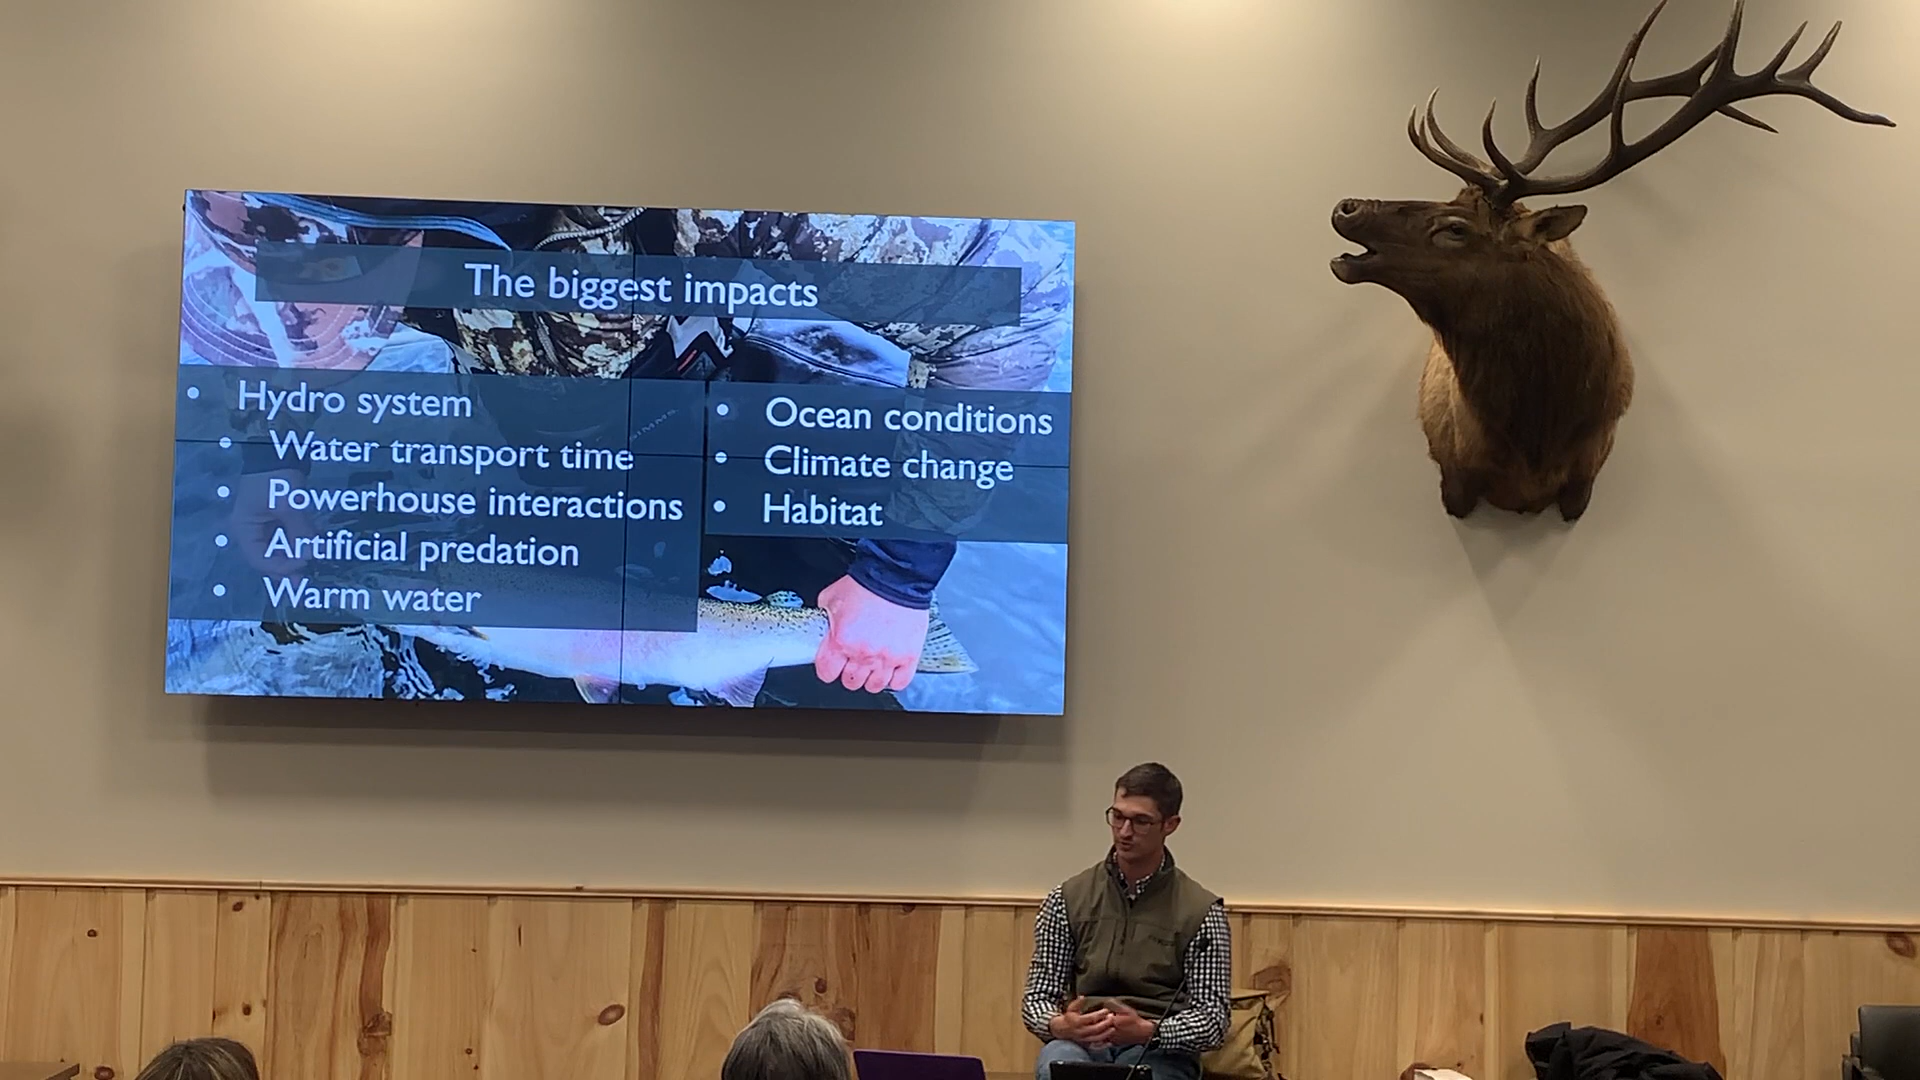 The biggest impacts
• Hydro system
• Water transport time
• Powerhouse interactions
• Artificial predation
• Warm water
• Ocean conditions
• Climate change
• Habitat
SIMMS